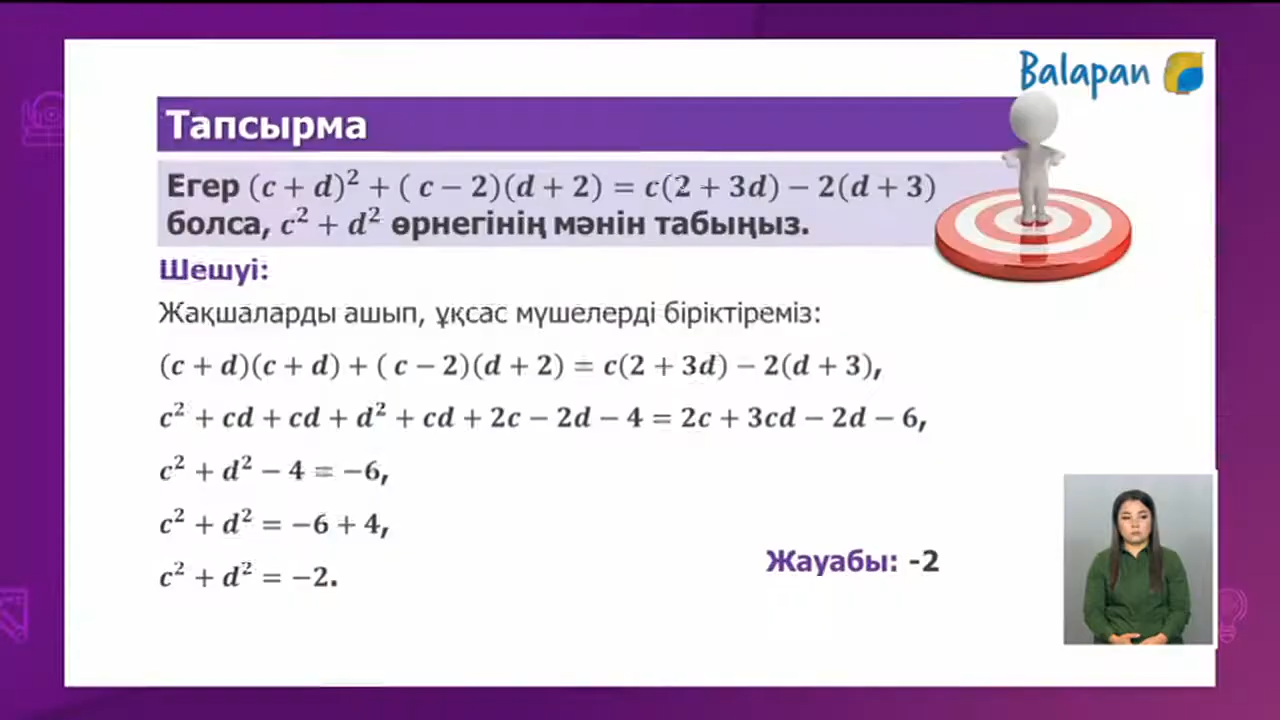 Balapan
Тапсырма
Егер (c + d)² + ( c − 2)(d + 2) = c(2 + 3d) − 2(d + 3)
болса, c² + d² өрнегінің мәнін табыңыз.
Шешуі:
Жақшаларды ашып, ұқсас мүшелерді біріктіреміз:
(c + d)(c + d) + ( c − 2)(d + 2) = c(2 + 3d) − 2(d + 3),
c² + cd + cd + d² + cd + 2c − 2d − 4 = 2c + 3cd − 2d − 6,
c² + d² − 4 = −6,
c² + d² = −6 + 4,
c² + d² = −2.
Жауабы: -2